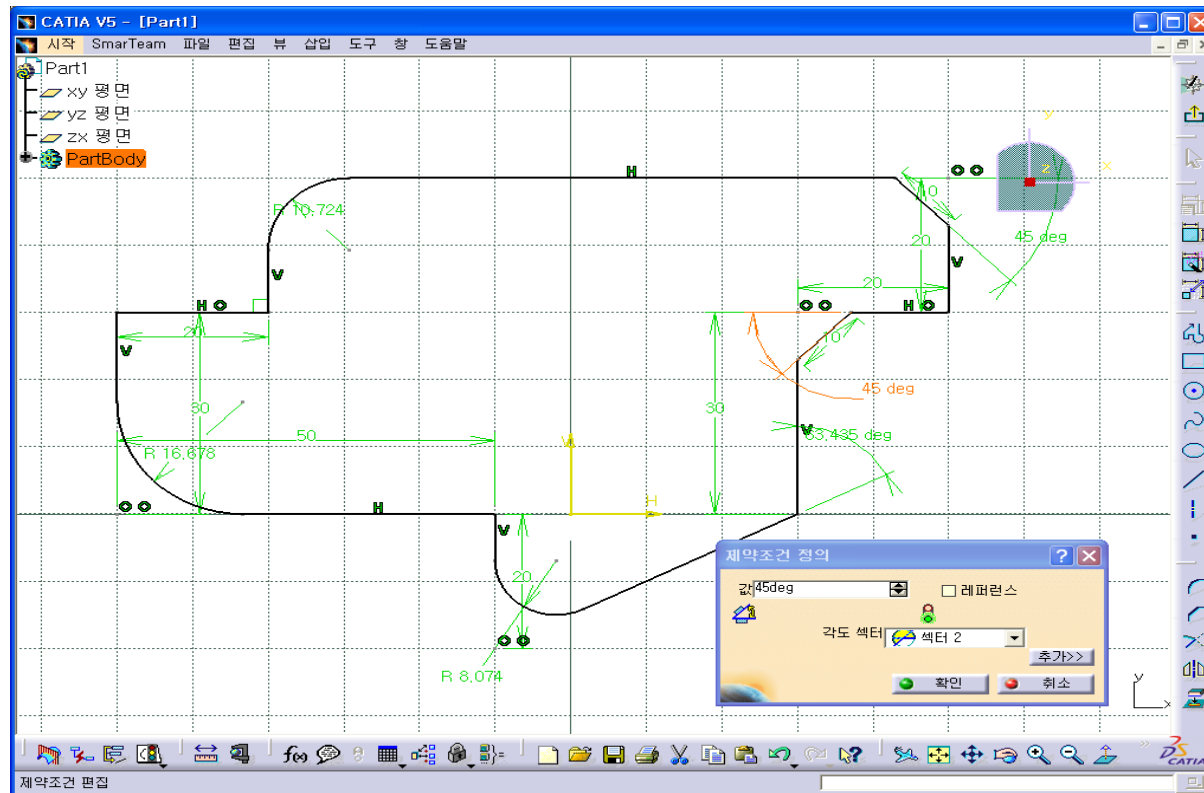 CATIA V5 - [Part1]
시작 SmarTeam 파일 편집 뷰 삽입 도구 창 도움말
Part1
xy 평면
yz 평면
zx 평면
PartBody
y
x
z
H
R 10.724
10
20
45 deg
V
V
20
H
H
20
V
10
30
45 deg
30
50
V
63.435 deg
R 16.678
H
V
H
V
20
R 8.074
제약조건 정의
값 45deg
레퍼런스
각도 섹터 섹터 2
추가>>
확인 취소
y
x
f(x)
CATIA
제약조건 편집